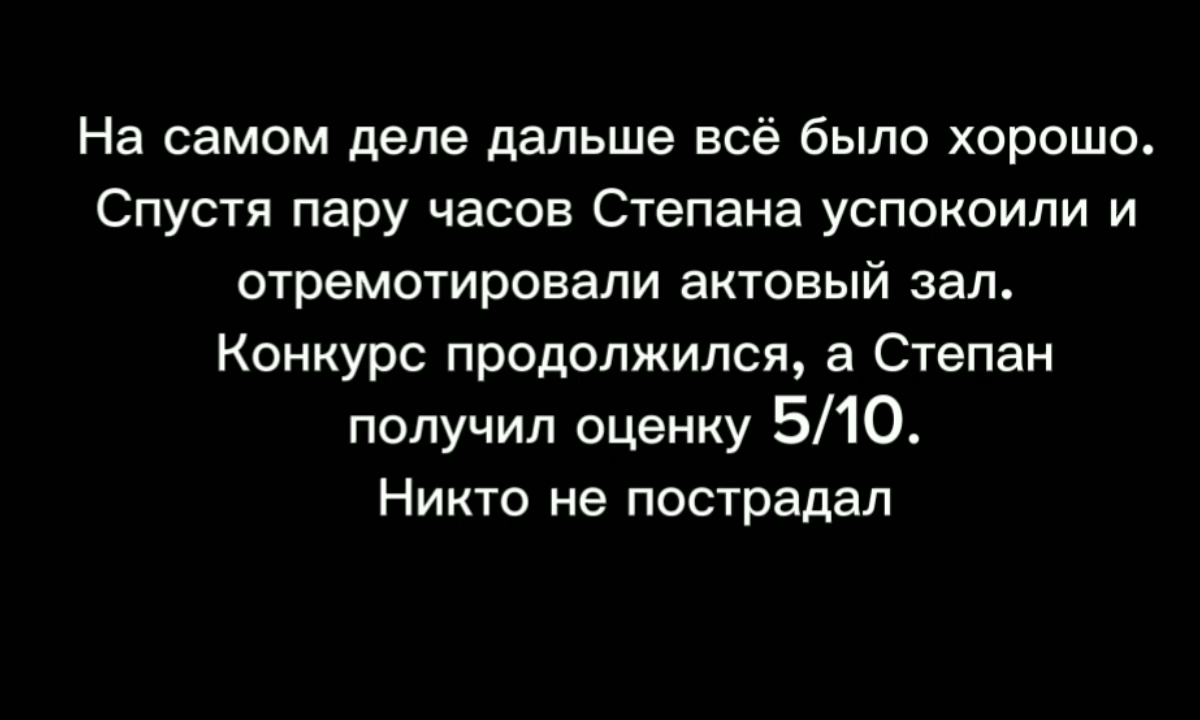 На самом деле дальше всё было хорошо.
Спустя пару часов Степана успокоили и
отремотировали актовый зал.
Конкурс продолжился, а Степан
получил оценку 5/10.
Никто не пострадал